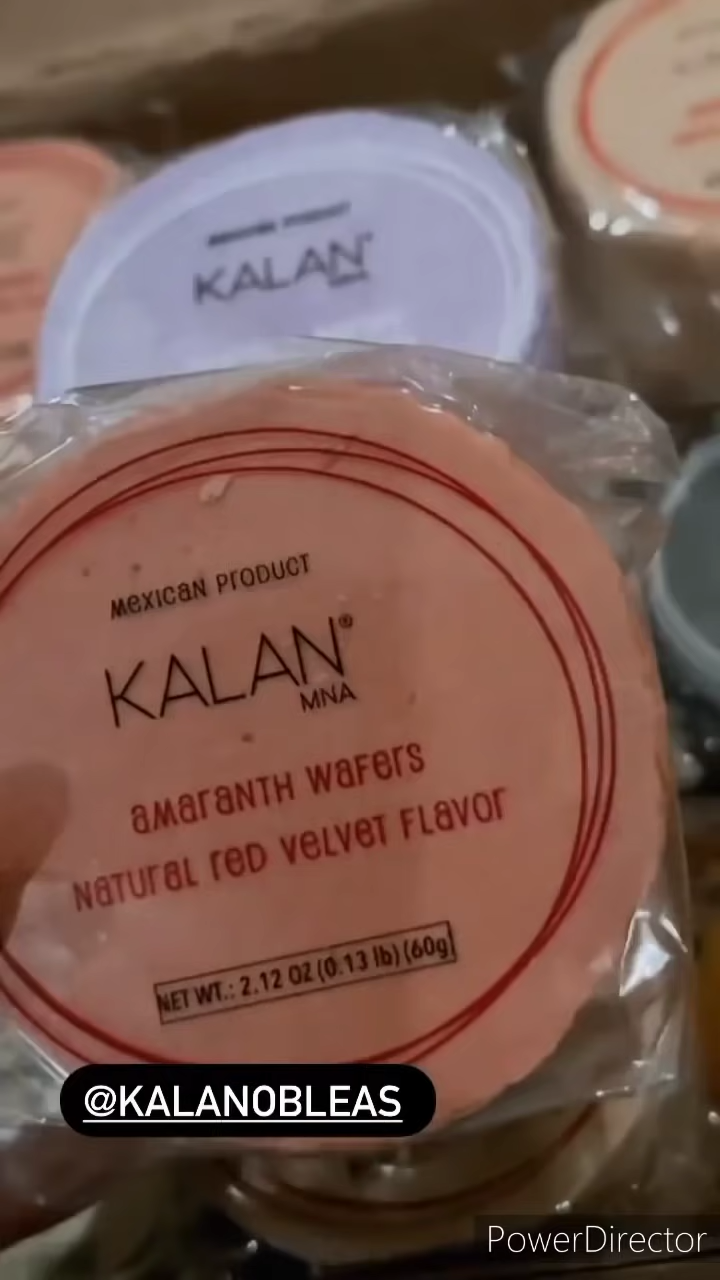 MEXICAN PRODUCT
KALAN
MNA
MEXICAN PRODUCT
KALAN®
MNA
AMARANTH WAFERS
NATURAL RED VELVET FLAVOR
NET WT.: 2.12 OZ (0.13 lb) (60g)
@KALANOBLEAS
PowerDirector